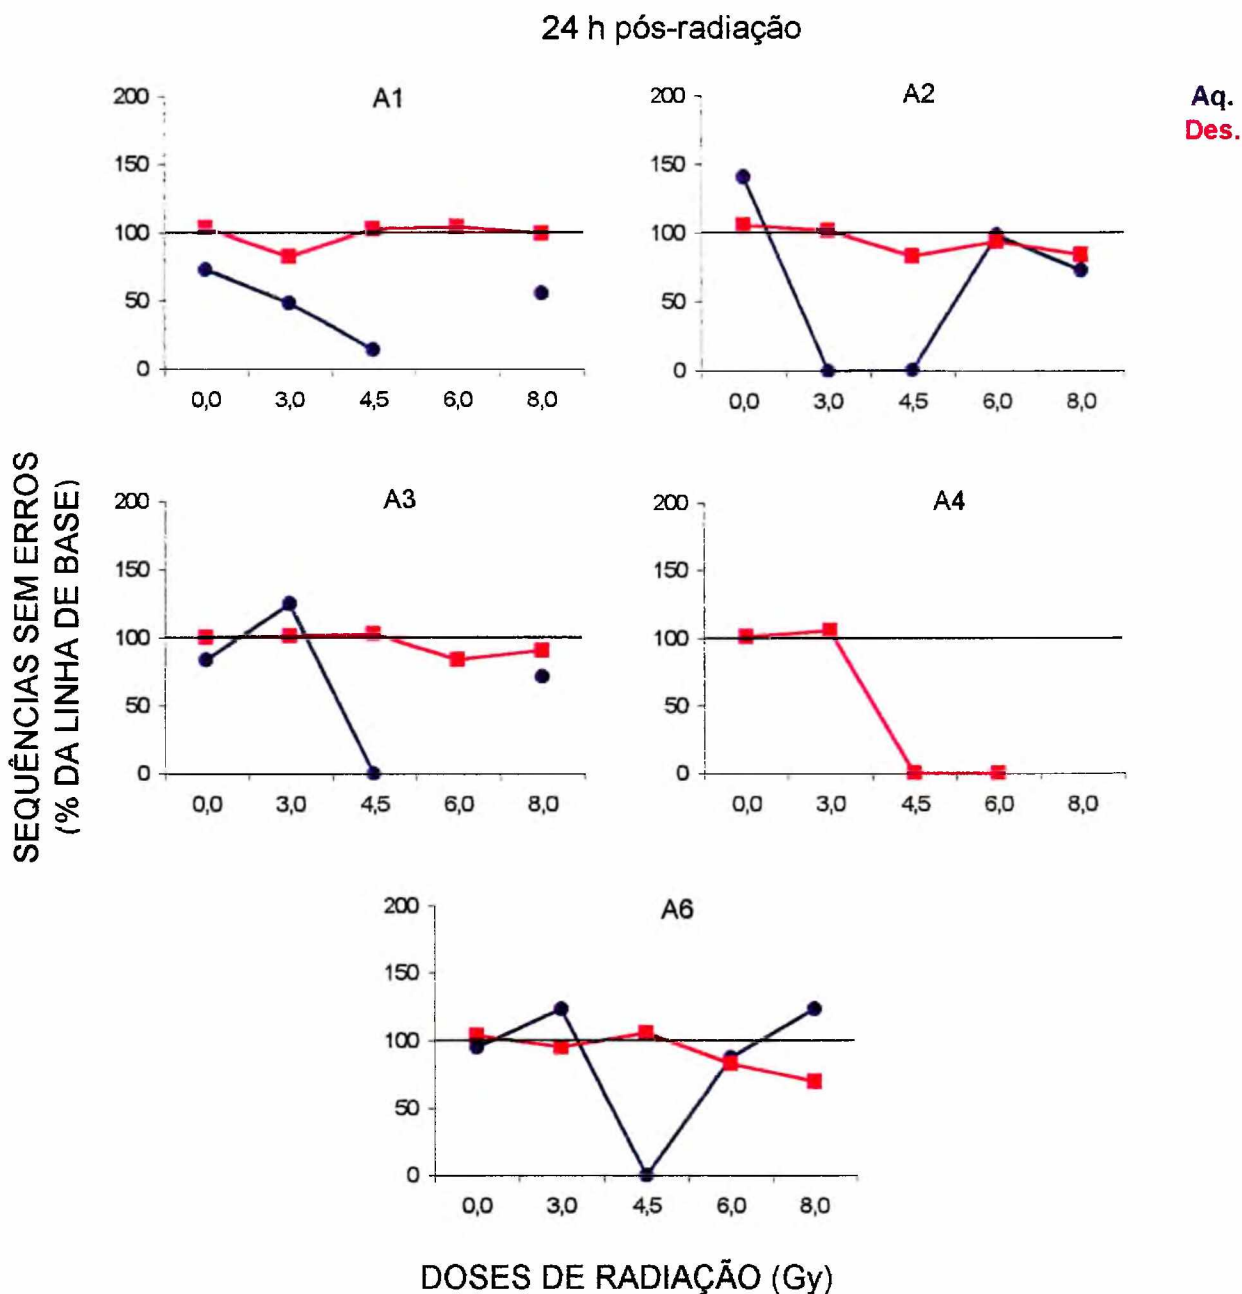 24 h pós-radiação
A1
200
150
100
50
0
0,0 3,0 4,5 6,0 8,0
A2
200
150
100
50
0
0,0 3,0 4,5 6,0 8,0
Aq.
Des.
SEQUÊNCIAS SEM ERROS
(% DA LINHA DE BASE)
A3
200
150
100
50
0
0,0 3,0 4,5 6,0 8,0
A4
200
150
100
50
0
0,0 3,0 4,5 6,0 8,0
A6
200
150
100
50
0
0,0 3,0 4,5 6,0 8,0
DOSES DE RADIAÇÃO (Gy)